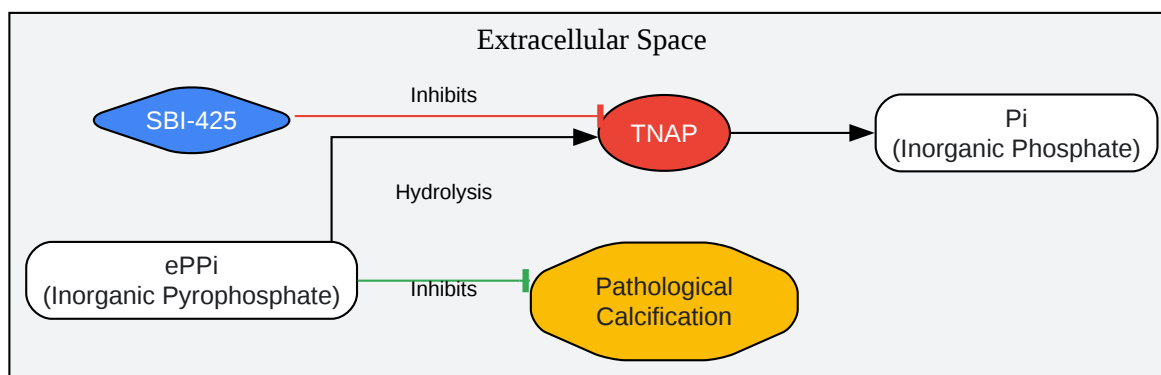 Extracellular Space
Inhibits
SBI-425
TNAP
Pi
(Inorganic Phosphate)
Hydrolysis
ePPi
(Inorganic Pyrophosphate)
Inhibits
Pathological
Calcification